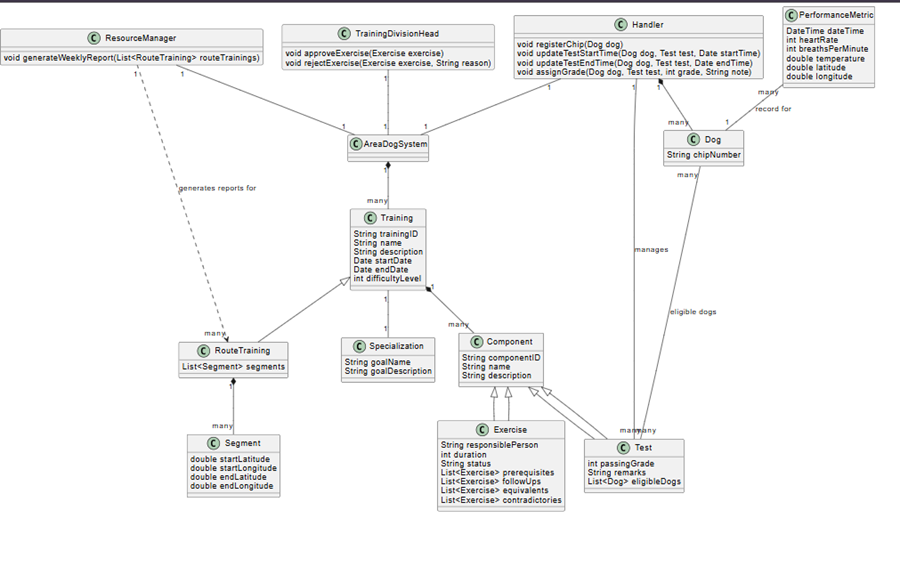 C ResourceManager
void generateWeeklyReport(List<RouteTraining> routeTrainings)
C TrainingDivisionHead
void approveExercise(Exercise exercise)
void rejectExercise(Exercise exercise, String reason)
C Handler
void registerChip(Dog dog)
void updateTestStartTime(Dog dog, Test test, Date startTime)
void updateTestEndTime(Dog dog, Test test, Date endTime)
void assignGrade(Dog dog, Test test, int grade, String note)
C PerformanceMetric
DateTime dateTime
int heartRate
int breathsPerMinute
double temperature
double latitude
double longitude
1
1
1
1
1
1
many
record for
1
1
1
many
1
C AreaDogSystem
C Dog
String chipNumber
1
many
many
generates reports for
C Training
String trainingID
String name
String description
Date startDate
Date endDate
int difficultyLevel
manages
eligible dogs
1
1
many
1
many
C RouteTraining
List<Segment> segments
C Specialization
String goalName
String goalDescription
C Component
String componentID
String name
String description
1
many
many
many
C Segment
double startLatitude
double startLongitude
double endLatitude
double endLongitude
C Exercise
String responsiblePerson
int duration
String status
List<Exercise> prerequisites
List<Exercise> followUps
List<Exercise> equivalents
List<Exercise> contradictories
C Test
int passingGrade
String remarks
List<Dog> eligibleDogs